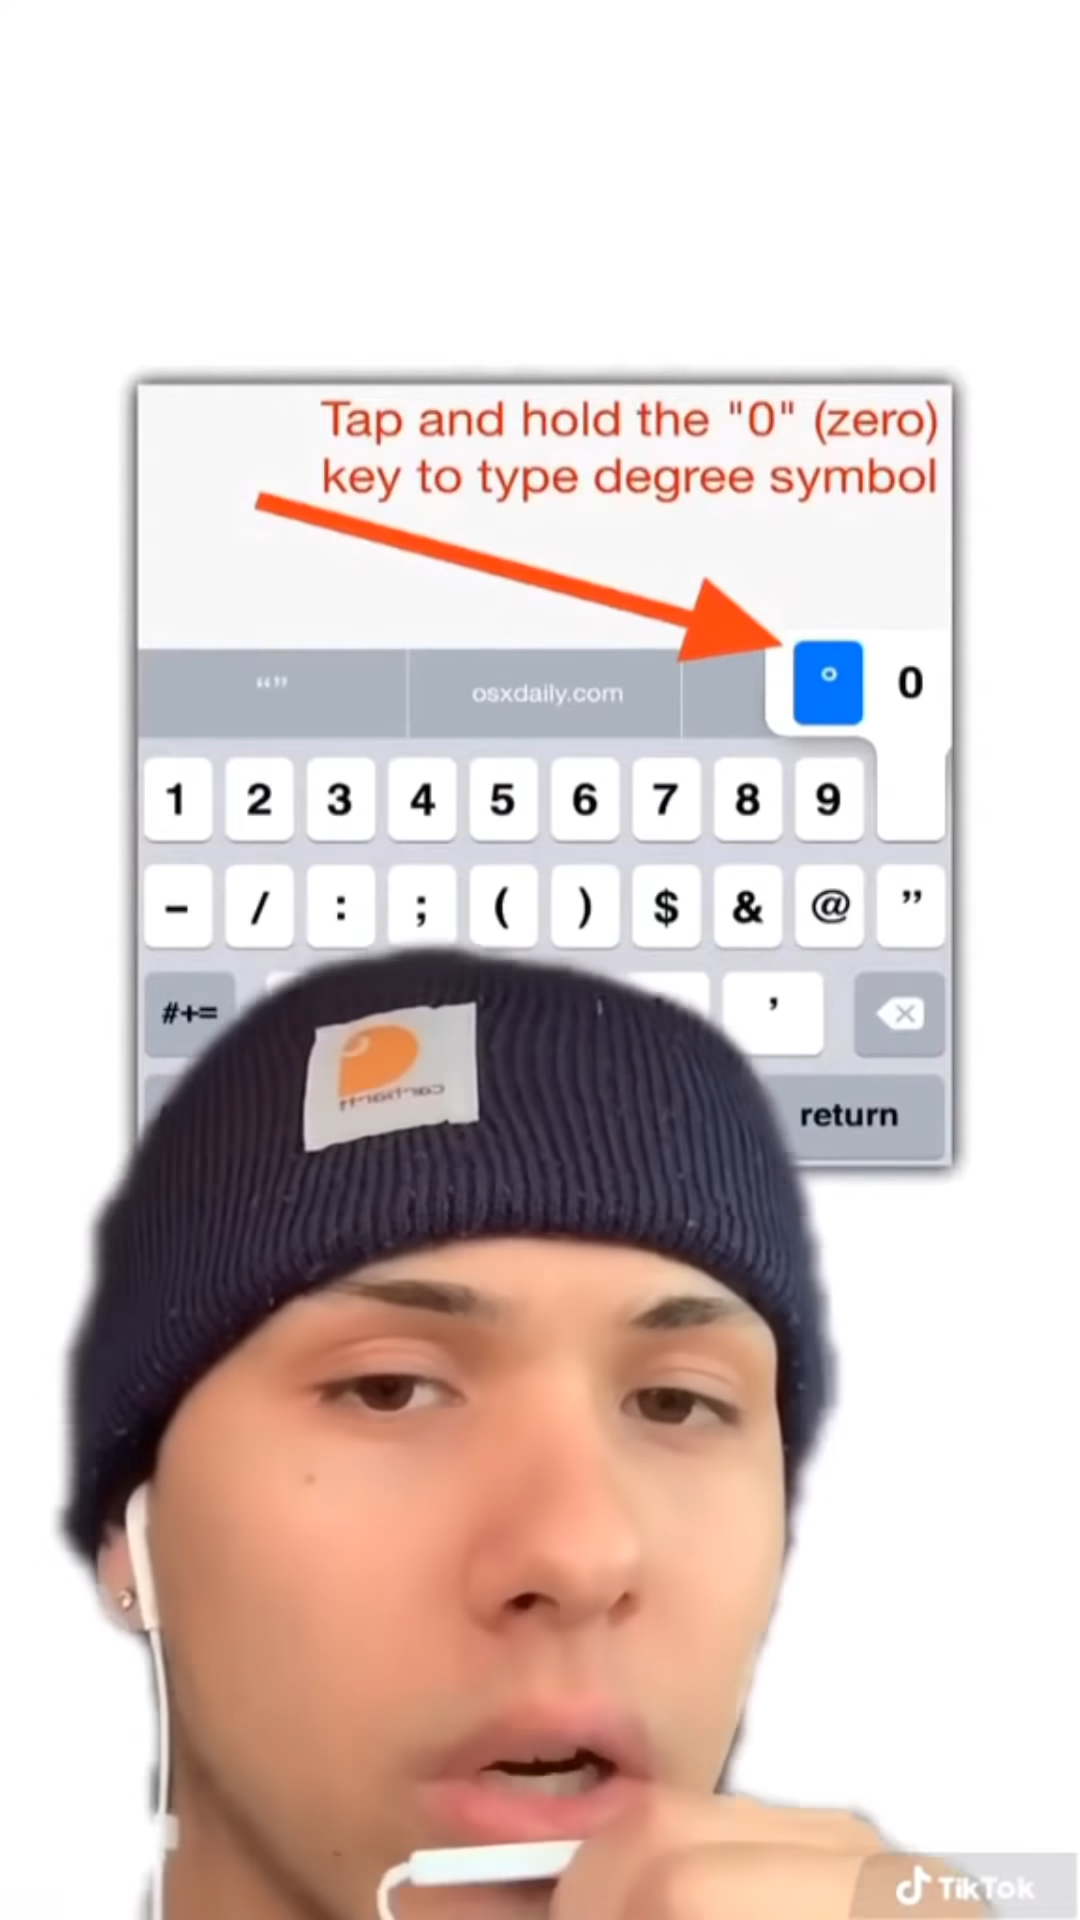 Tap and hold the "0" (zero)
key to type degree symbol
“” osxdaily.com ° 0
1 2 3 4 5 6 7 8 9
- / : ; ( ) $ & @ ”
#+= ’
return
carhartt
TikTok